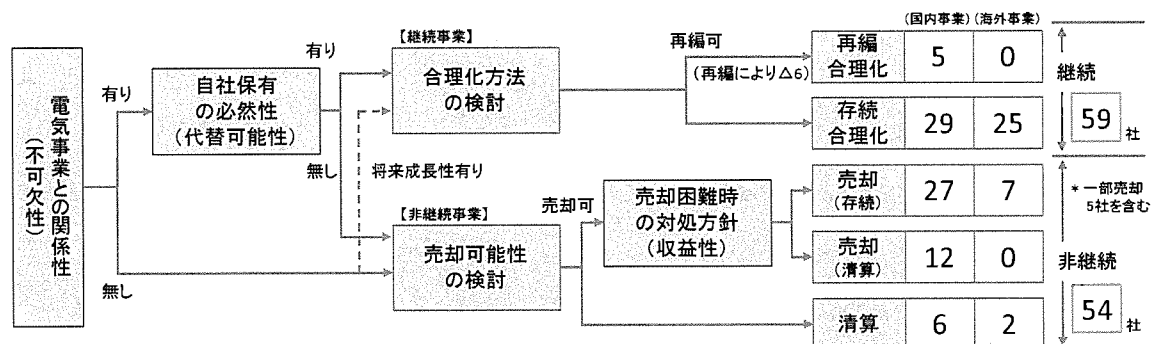 電気事業との関係性
(不可欠性)
有り
無し
自社保有
の必然性
(代替可能性)
有り
無し
【継続事業】
合理化方法
の検討
将来成長性有り
【非継続事業】
売却可能性
の検討
売却可
売却困難時
の対処方針
(収益性)
再編可
(再編により△6)
(国内事業)(海外事業)
再編
合理化
5
0
存続
合理化
29
25
売却
(存続)
27
7
売却
(清算)
12
0
清算
6
2
継続
59
社
*一部売却
5社を含む
非継続
54
社